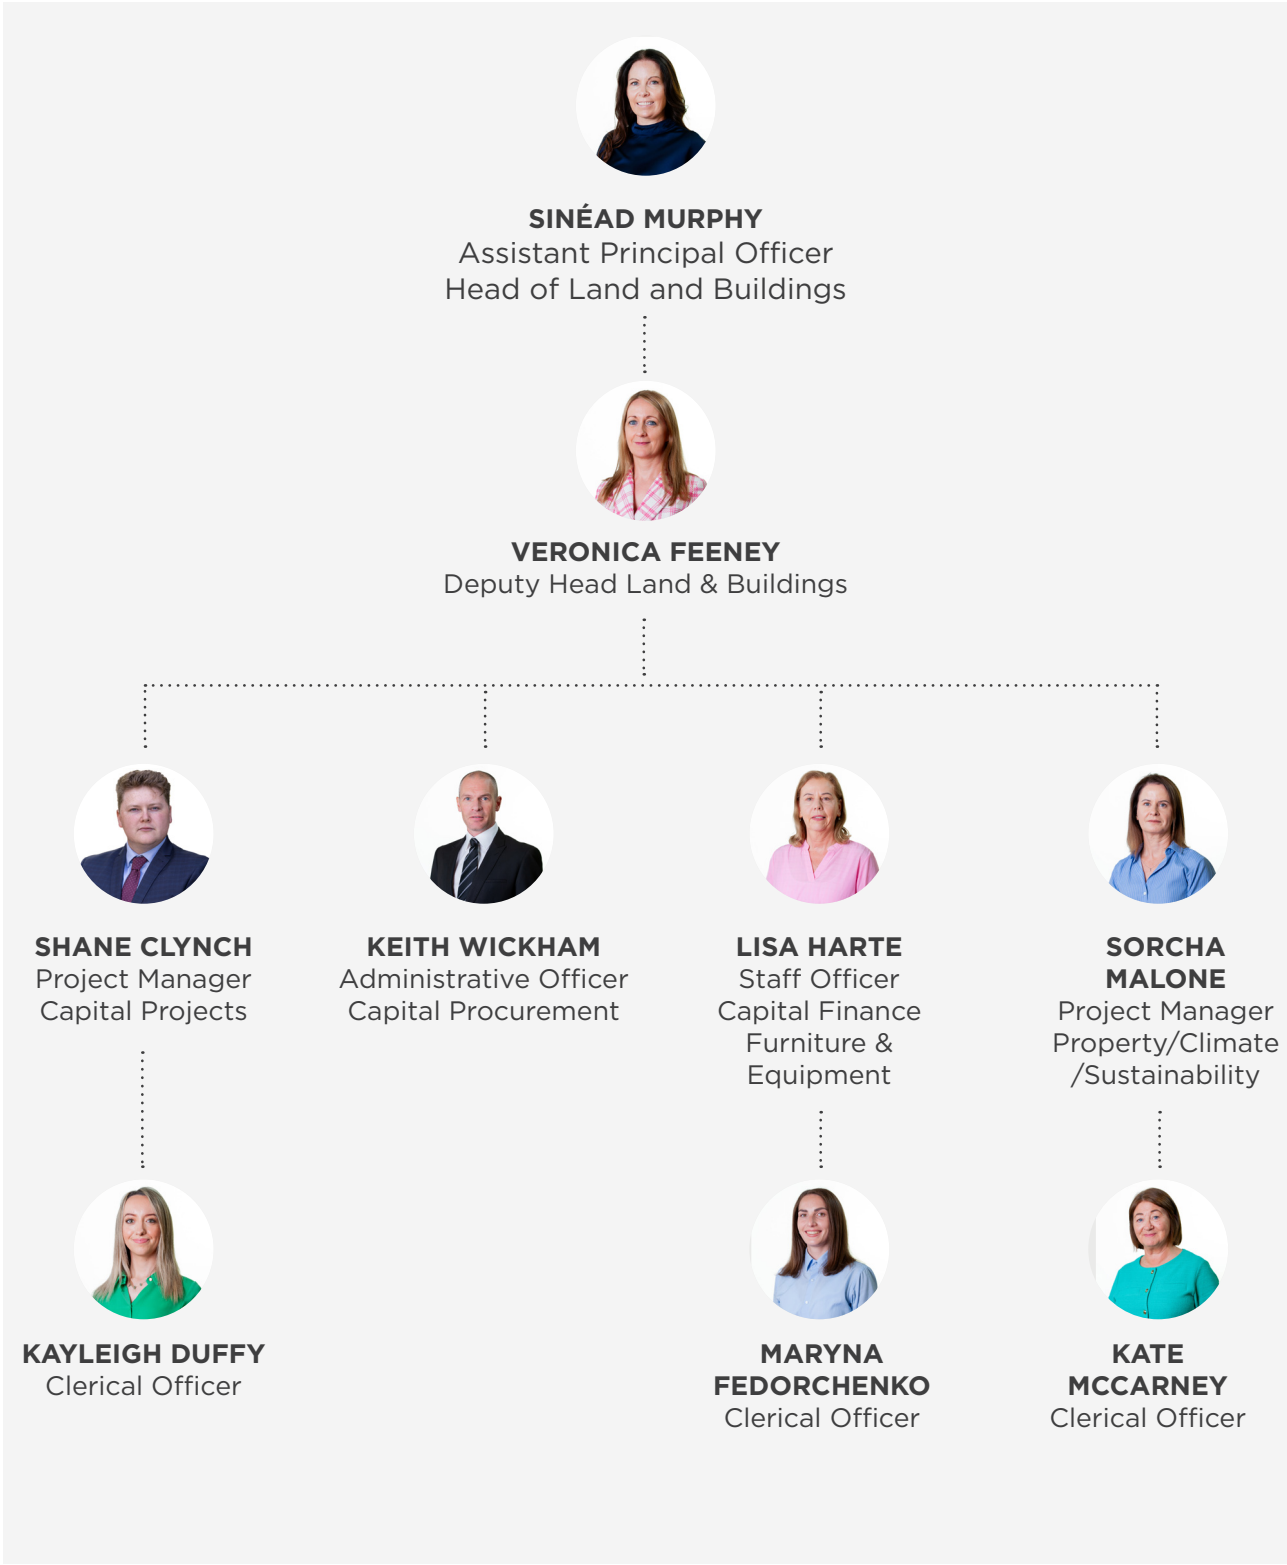 SINÉAD MURPHY
Assistant Principal Officer
Head of Land and Buildings
VERONICA FEENEY
Deputy Head Land & Buildings
SHANE CLYNCH
Project Manager
Capital Projects
KEITH WICKHAM
Administrative Officer
Capital Procurement
LISA HARTE
Staff Officer
Capital Finance
Furniture &
Equipment
SORCHA
MALONE
Project Manager
Property/Climate
/Sustainability
KAYLEIGH DUFFY
Clerical Officer
MARYNA
FEDORCHENKO
Clerical Officer
KATE
MCCARNEY
Clerical Officer